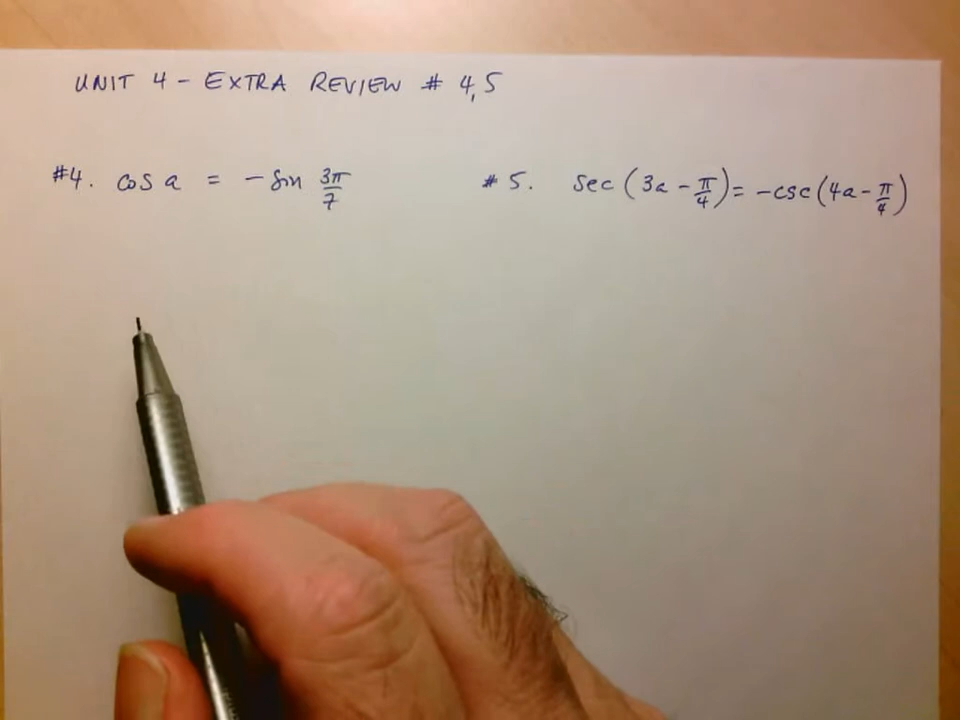 UNIT 4 - EXTRA REVIEW # 4,5
#4. cos a = -sin 3π/7
# 5. sec (3a - π/4) = -csc (4a - π/4)